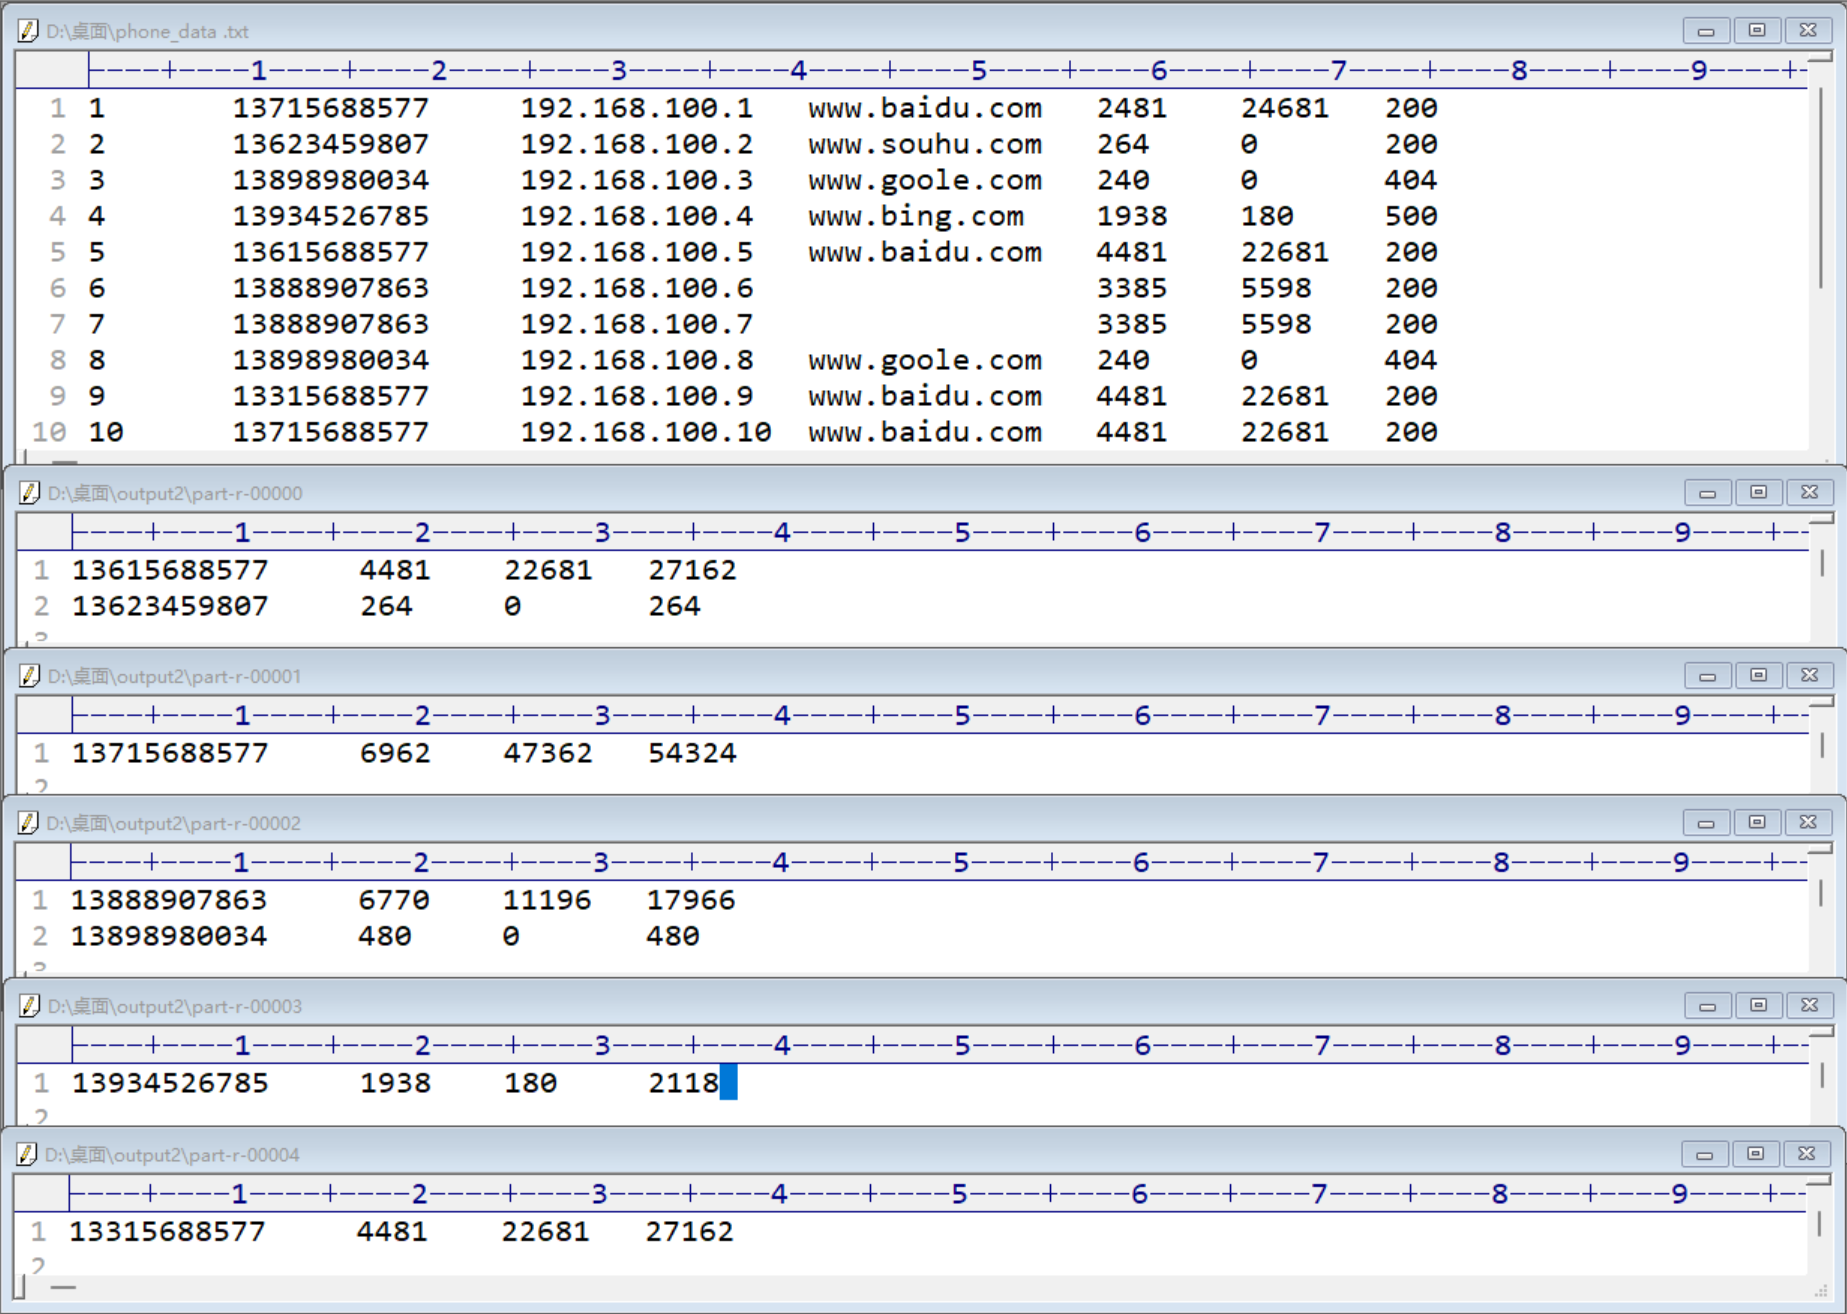 D:\桌面\phone_data .txt
|----+----1----+----2----+----3----+----4----+----5----+----6----+----7----+----8----+----9----+-
1 1 13715688577 192.168.100.1 www.baidu.com 2481 24681 200
2 2 13623459807 192.168.100.2 www.souhu.com 264 0 200
3 3 13898980034 192.168.100.3 www.goole.com 240 0 404
4 4 13934526785 192.168.100.4 www.bing.com 1938 180 500
5 5 13615688577 192.168.100.5 www.baidu.com 4481 22681 200
6 6 13888907863 192.168.100.6 3385 5598 200
7 7 13888907863 192.168.100.7 3385 5598 200
8 8 13898980034 192.168.100.8 www.goole.com 240 0 404
9 9 13315688577 192.168.100.9 www.baidu.com 4481 22681 200
10 10 13715688577 192.168.100.10 www.baidu.com 4481 22681 200
D:\桌面\output2\part-r-00000
|----+----1----+----2----+----3----+----4----+----5----+----6----+----7----+----8----+----9----+--
1 13615688577 4481 22681 27162
2 13623459807 264 0 264
3
D:\桌面\output2\part-r-00001
|----+----1----+----2----+----3----+----4----+----5----+----6----+----7----+----8----+----9----+--
1 13715688577 6962 47362 54324
2
D:\桌面\output2\part-r-00002
|----+----1----+----2----+----3----+----4----+----5----+----6----+----7----+----8----+----9----+--
1 13888907863 6770 11196 17966
2 13898980034 480 0 480
3
D:\桌面\output2\part-r-00003
|----+----1----+----2----+----3----+----4----+----5----+----6----+----7----+----8----+----9----+--
1 13934526785 1938 180 2118
2
D:\桌面\output2\part-r-00004
|----+----1----+----2----+----3----+----4----+----5----+----6----+----7----+----8----+----9----+--
1 13315688577 4481 22681 27162
2